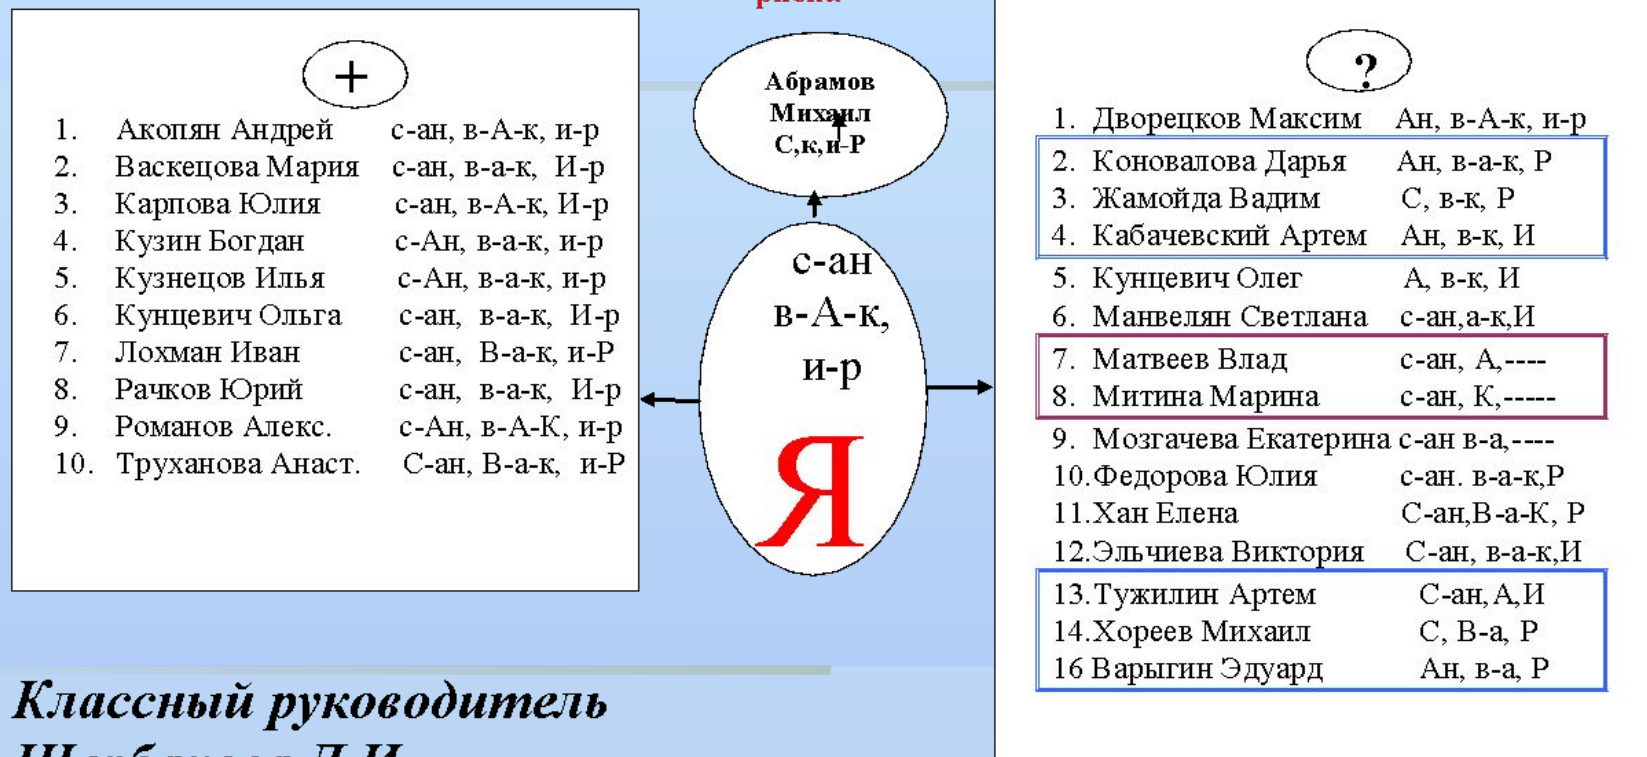 +
1. Акопян Андрей с-ан, в-А-к, и-р
2. Васкецова Мария с-ан, в-а-к, И-р
3. Карпова Юлия с-ан, в-А-к, И-р
4. Кузин Богдан с-Ан, в-а-к, и-р
5. Кузнецов Илья с-Ан, в-а-к, и-р
6. Кунцевич Ольга с-ан, в-а-к, И-р
7. Лохман Иван с-ан, В-а-к, и-Р
8. Рачков Юрий с-ан, в-а-к, И-р
9. Романов Алекс. с-Ан, в-А-К, и-р
10. Труханова Анаст. С-ан, В-а-к, и-Р
Классный руководитель
Абрамов
Михаил
С,к,и-Р
с-ан
в-А-к,
и-р
Я
?
1. Дворецков Максим Ан, в-А-к, и-р
2. Коновалова Дарья Ан, в-а-к, Р
3. Жамойда Вадим С, в-к, Р
4. Кабачевский Артем Ан, в-к, И
5. Кунцевич Олег А, в-к, И
6. Манвелян Светлана с-ан,а-к,И
7. Матвеев Влад с-ан, А,----
8. Митина Марина с-ан, К,-----
9. Мозгачева Екатерина с-ан в-а,----
10.Федорова Юлия с-ан. в-а-к,Р
11.Хан Елена С-ан,В-а-К, Р
12.Эльчиева Виктория С-ан, в-а-к,И
13.Тужилин Артем С-ан,А,И
14.Хореев Михаил С, В-а, Р
16 Варыгин Эдуард Ан, в-а, Р